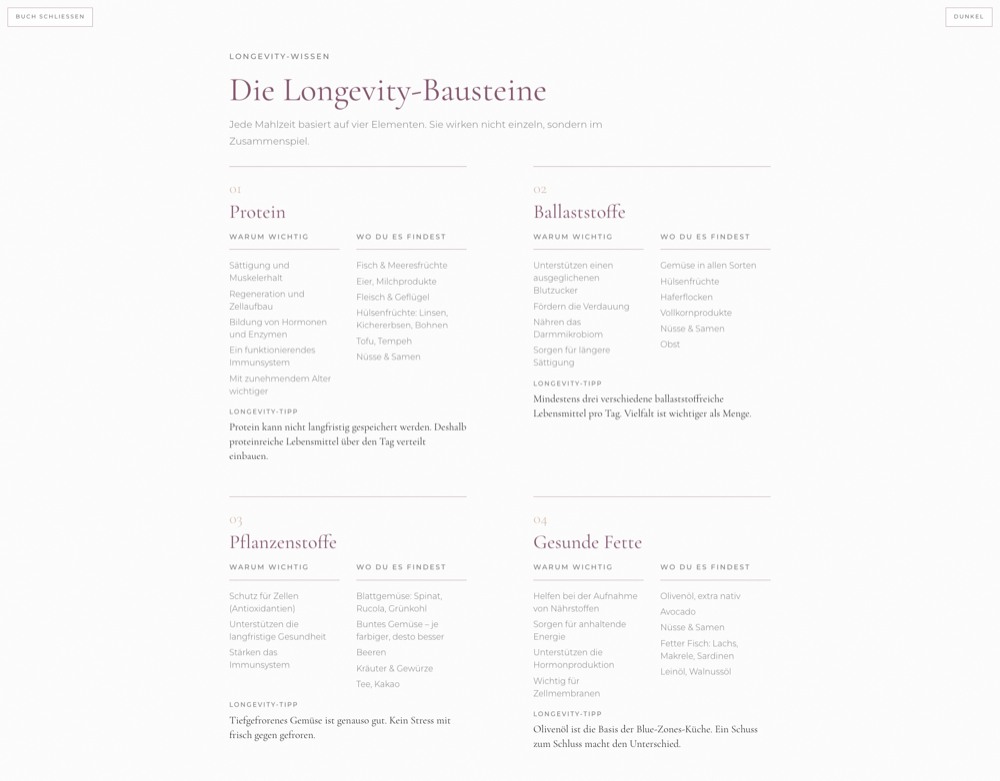 BUCH SCHLIESSEN
DUNKEL
LONGEVITY-WISSEN
Die Longevity-Bausteine
Jede Mahlzeit basiert auf vier Elementen. Sie wirken nicht einzeln, sondern im
Zusammenspiel.
01
Protein
WARUM WICHTIG
Sättigung und
Muskelerhalt
Regeneration und
Zellaufbau
Bildung von Hormonen
und Enzymen
Ein funktionierendes
Immunsystem
Mit zunehmendem Alter
wichtiger
WO DU ES FINDEST
Fisch & Meeresfrüchte
Eier, Milchprodukte
Fleisch & Geflügel
Hülsenfrüchte: Linsen,
Kichererbsen, Bohnen
Tofu, Tempeh
Nüsse & Samen
LONGEVITY-TIPP
Protein kann nicht langfristig gespeichert werden. Deshalb
proteinreiche Lebensmittel über den Tag verteilt
einbauen.
02
Ballaststoffe
WARUM WICHTIG
Unterstützen einen
ausgeglichenen
Blutzucker
Fördern die Verdauung
Nähren das
Darmmikrobiom
Sorgen für längere
Sättigung
WO DU ES FINDEST
Gemüse in allen Sorten
Hülsenfrüchte
Haferflocken
Vollkornprodukte
Nüsse & Samen
Obst
LONGEVITY-TIPP
Mindestens drei verschiedene ballaststoffreiche
Lebensmittel pro Tag. Vielfalt ist wichtiger als Menge.
03
Pflanzenstoffe
WARUM WICHTIG
Schutz für Zellen
(Antioxidantien)
Unterstützen die
langfristige Gesundheit
Stärken das
Immunsystem
WO DU ES FINDEST
Blattgemüse: Spinat,
Rucola, Grünkohl
Buntes Gemüse – je
farbiger, desto besser
Beeren
Kräuter & Gewürze
Tee, Kakao
LONGEVITY-TIPP
Tiefgefrorenes Gemüse ist genauso gut. Kein Stress mit
frisch gegen gefroren.
04
Gesunde Fette
WARUM WICHTIG
Helfen bei der Aufnahme
von Nährstoffen
Sorgen für anhaltende
Energie
Unterstützen die
Hormonproduktion
Wichtig für
Zellmembranen
WO DU ES FINDEST
Olivenöl, extra nativ
Avocado
Nüsse & Samen
Fetter Fisch: Lachs,
Makrele, Sardinen
Leinöl, Walnussöl
LONGEVITY-TIPP
Olivenöl ist die Basis der Blue-Zones-Küche. Ein Schuss
zum Schluss macht den Unterschied.